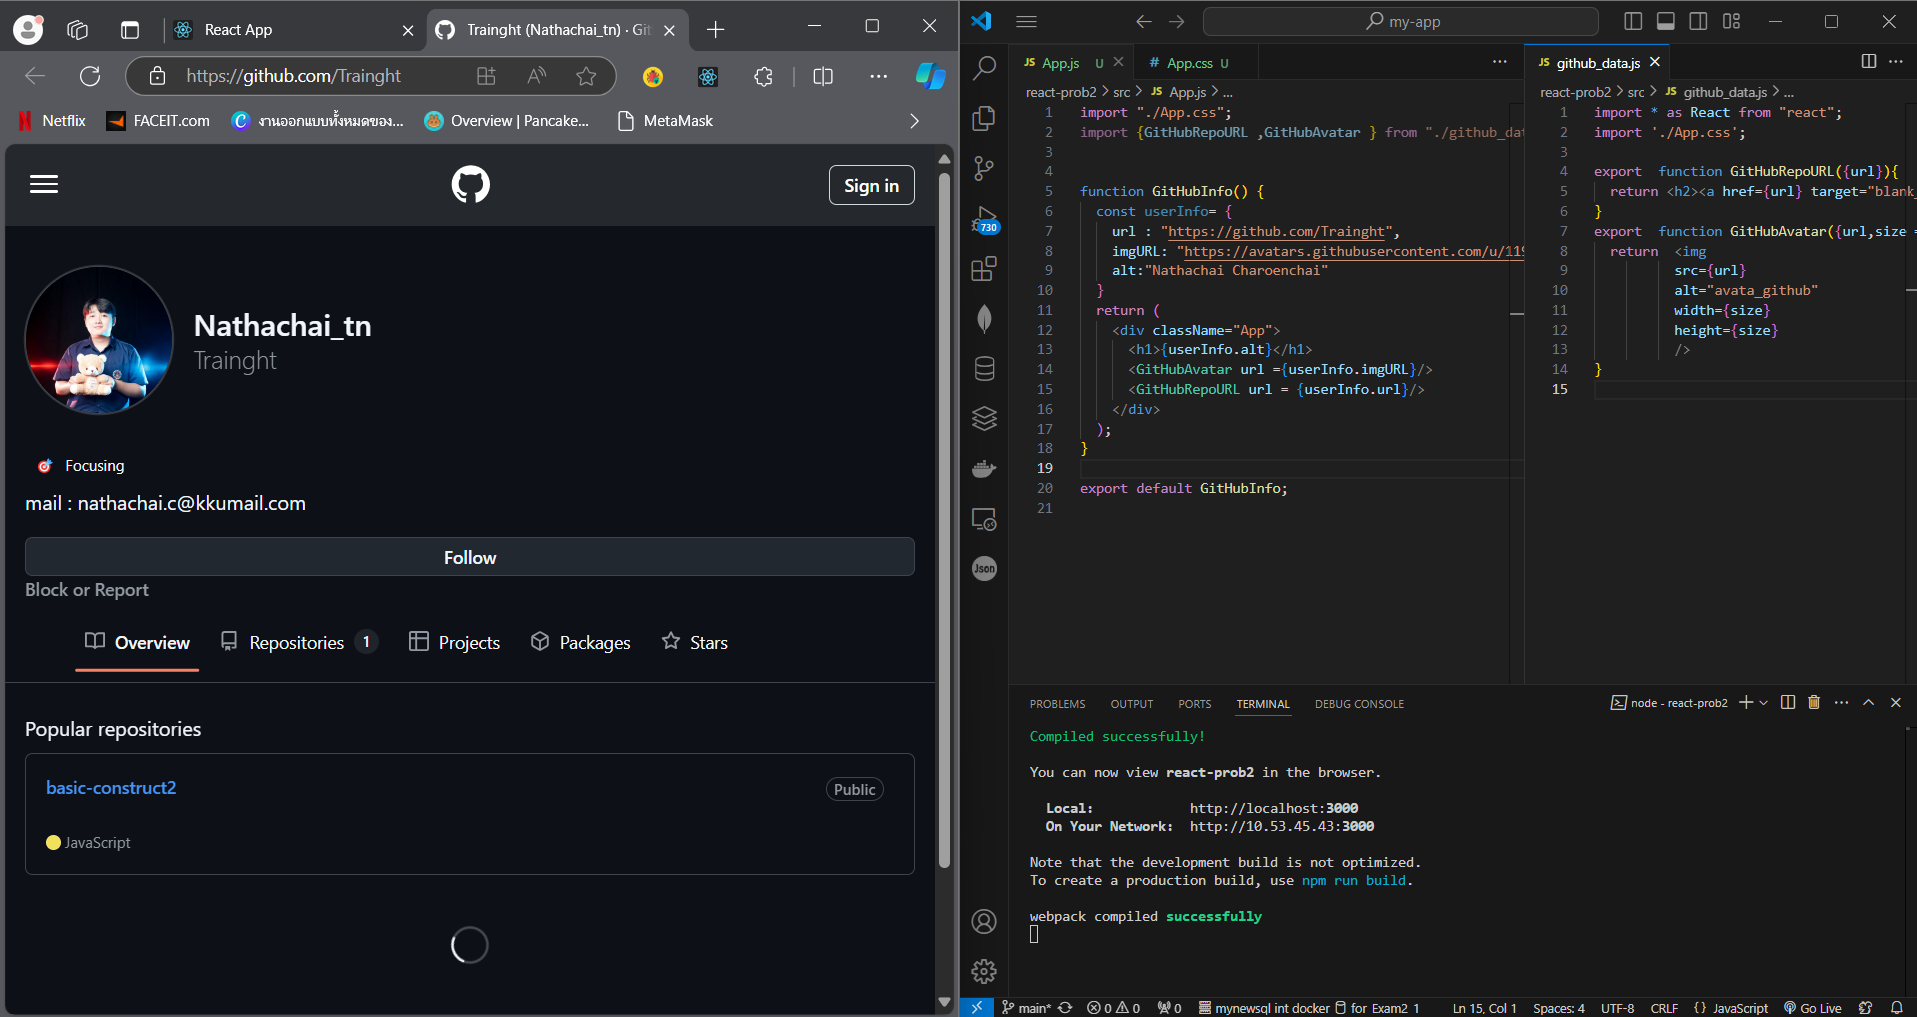 React App
Trainght (Nathachai_tn) · Git
https://github.com/Trainght
Netflix
FACEIT.com
งานออกแบบทั้งหมดของ...
Overview | Pancake...
MetaMask
Sign in
Nathachai_tn
Trainght
Focusing
mail : nathachai.c@kkumail.com
Follow
Block or Report
Overview
Repositories 1
Projects
Packages
Stars
Popular repositories
basic-construct2
Public
JavaScript
my-app
730
Json
JS App.js U
# App.css U
react-prob2 > src > JS App.js > ...
1 import "./App.css";
2 import {GitHubRepoURL ,GitHubAvatar } from "./github_dat
3
4
5 function GitHubInfo() {
6 const userInfo= {
7 url : "https://github.com/Trainght",
8 imgURL: "https://avatars.githubusercontent.com/u/119
9 alt:"Nathachai Charoenchai"
10 }
11 return (
12 <div className="App">
13 <h1>{userInfo.alt}</h1>
14 <GitHubAvatar url ={userInfo.imgURL}/>
15 <GitHubRepoURL url = {userInfo.url}/>
16 </div>
17 );
18 }
19
20 export default GitHubInfo;
21
JS github_data.js
react-prob2 > src > JS github_data.js > ...
1 import * as React from "react";
2 import './App.css';
3
4 export  function GitHubRepoURL({url}){
5 return <h2><a href={url} target="blank_
6 }
7 export  function GitHubAvatar({url,size =
8 return  <img
9 src={url}
10 alt="avata_github"
11 width={size}
12 height={size}
13 />
14 }
15
PROBLEMS
OUTPUT
PORTS
TERMINAL
DEBUG CONSOLE
node - react-prob2
Compiled successfully!
You can now view react-prob2 in the browser.
Local: http://localhost:3000
On Your Network: http://10.53.45.43:3000
Note that the development build is not optimized.
To create a production build, use npm run build.
webpack compiled successfully
main*
0
0
0
mynewsql int docker
for Exam2 1
Ln 15, Col 1
Spaces: 4
UTF-8
CRLF
{ } JavaScript
Go Live